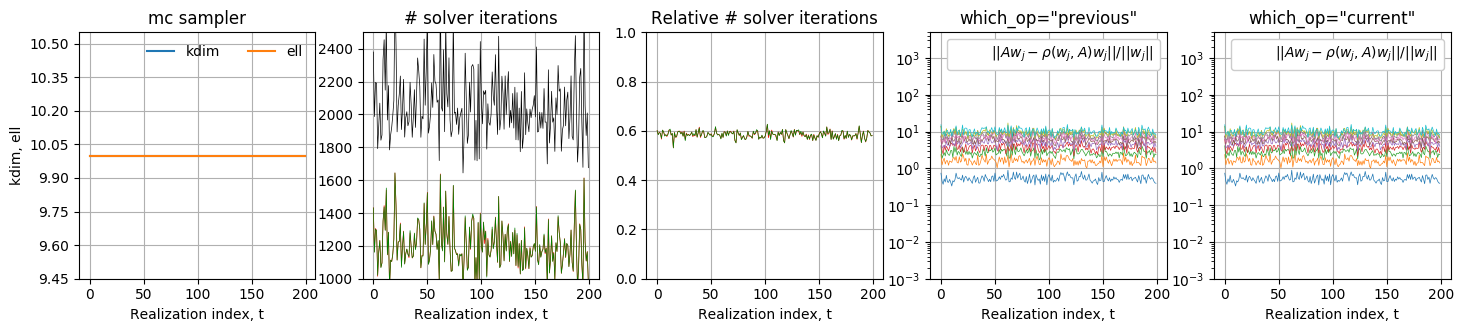 mc sampler
kdim
ell
10.50
10.35
10.20
10.05
9.90
9.75
9.60
9.45
kdim, ell
0 50 100 150 200
Realization index, t
# solver iterations
2400
2200
2000
1800
1600
1400
1200
1000
0 50 100 150 200
Realization index, t
Relative # solver iterations
1.0
0.8
0.6
0.4
0.2
0.0
0 50 100 150 200
Realization index, t
which_op="previous"
||Aw_j − ρ(w_j, A)w_j||/||w_j||
10^3
10^2
10^1
10^0
10^−1
10^−2
10^−3
0 50 100 150 200
Realization index, t
which_op="current"
||Aw_j − ρ(w_j, A)w_j||/||w_j||
10^3
10^2
10^1
10^0
10^−1
10^−2
10^−3
0 50 100 150 200
Realization index, t